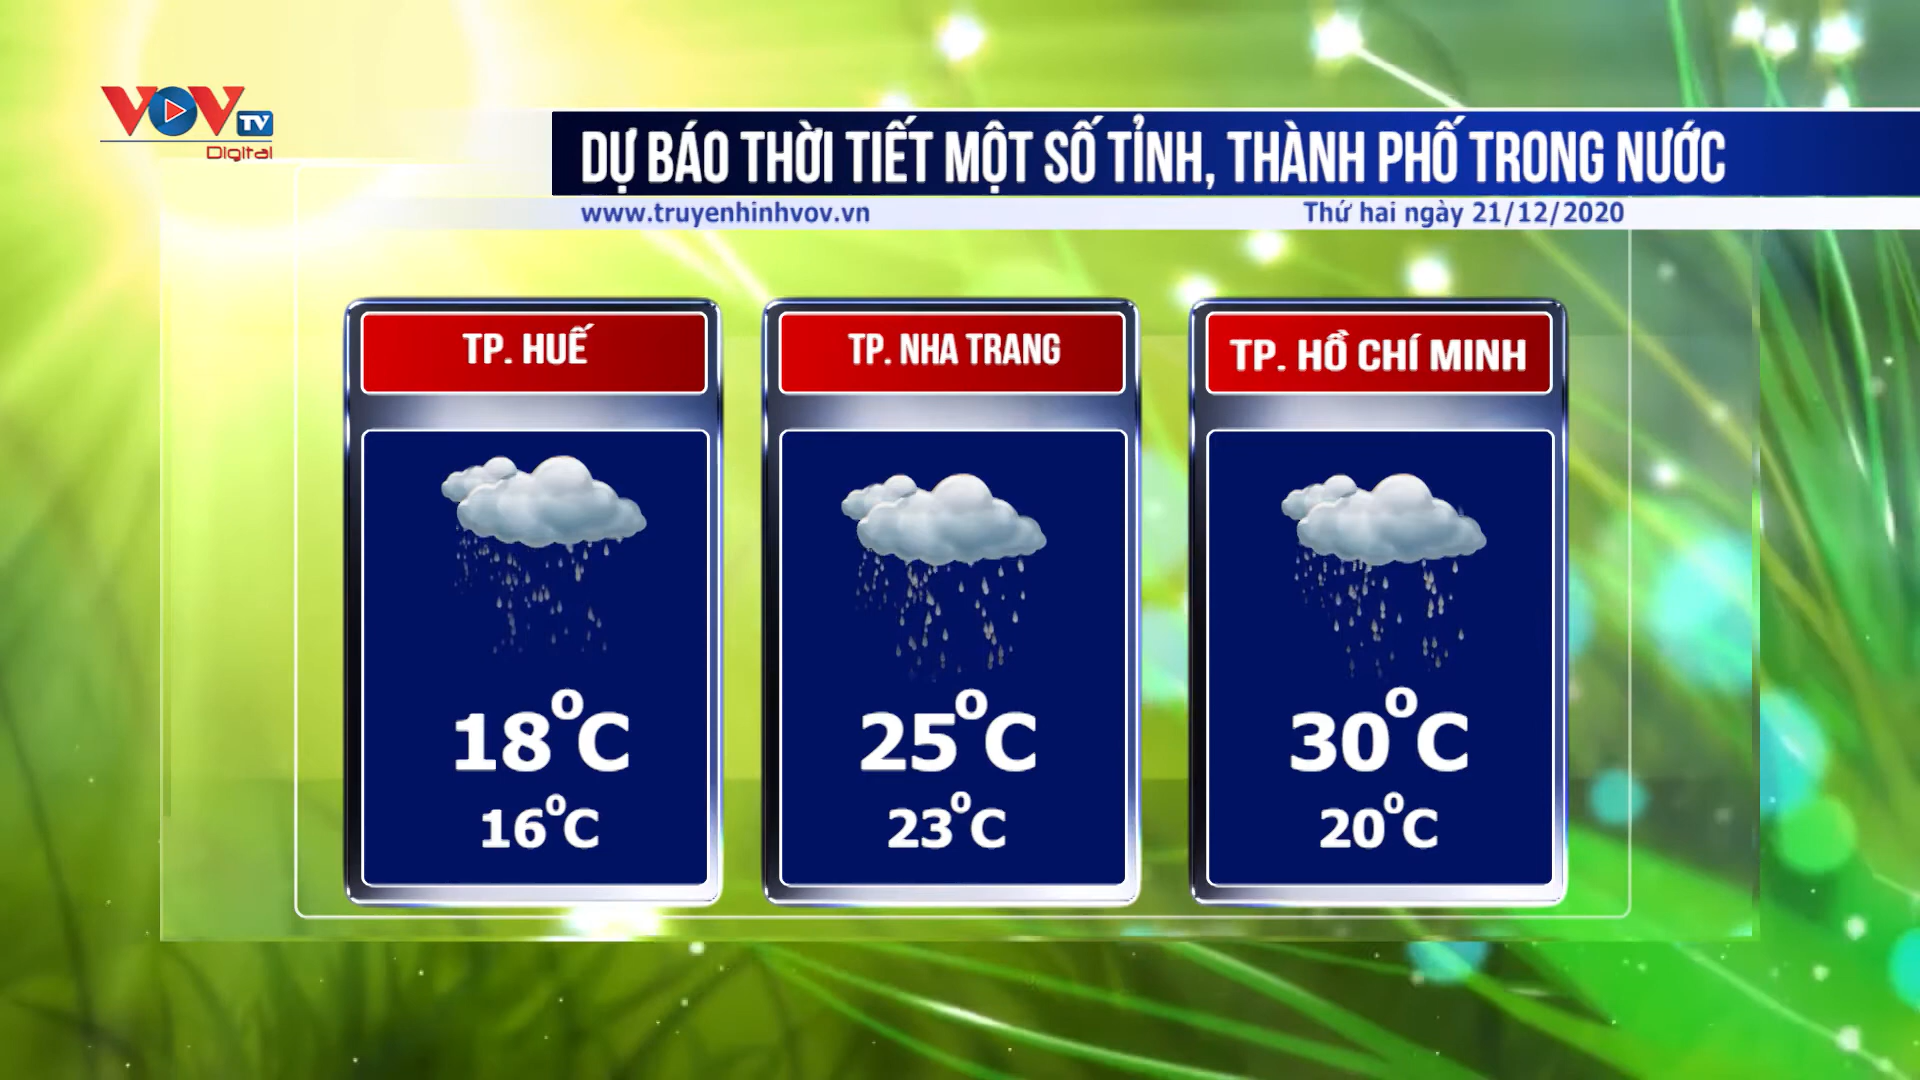 VOV TV
Digital
DỰ BÁO THỜI TIẾT MỘT SỐ TỈNH, THÀNH PHỐ TRONG NƯỚC
www.truyenhinhvov.vn Thứ hai ngày 21/12/2020
TP. HUẾ
18°C
16°C
TP. NHA TRANG
25°C
23°C
TP. HỒ CHÍ MINH
30°C
20°C